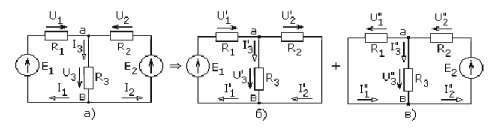 U₁ U₂ U'₁ U'₂ U''₁ U''₂
a a a
R₁ I₃ R₂ R₁ I'₃ R₂ R₁ I''₃ R₂
E₁ U₃ R₃ E₂ ⇒ E₁ U'₃ R₃ + U''₃ R₃ E₂
I₁ в I₂ I'₁ в I'₂ I''₁ в I''₂
а) б) в)